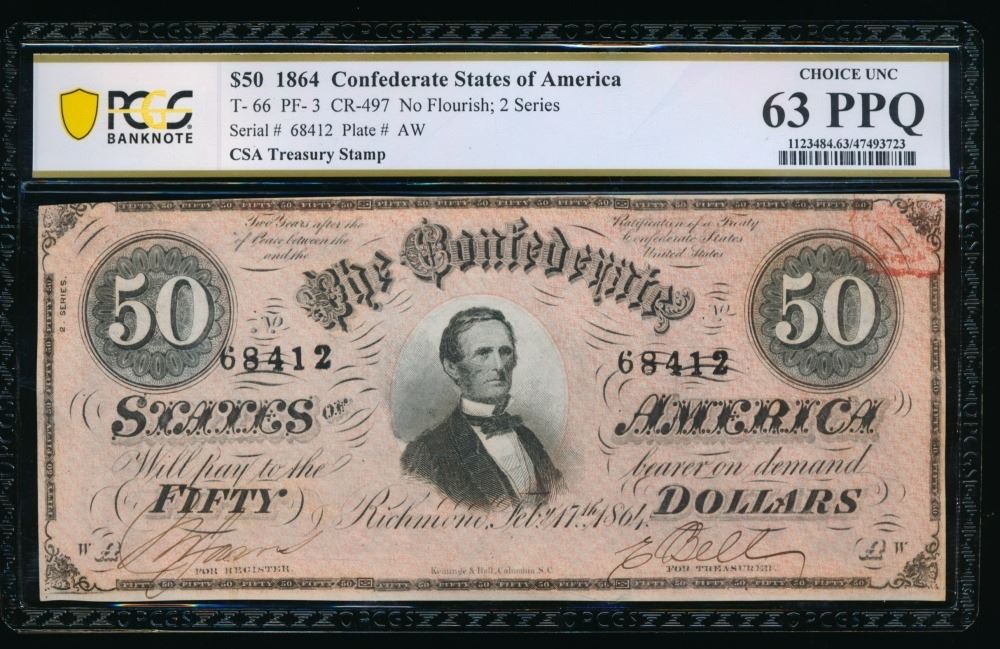 $50 1864 Confederate States of America
T- 66 PF- 3 CR-497 No Flourish; 2 Series
Serial # 68412 Plate # AW
CSA Treasury Stamp
PCGS
BANKNOTE
CHOICE UNC
63 PPQ
1123484.63/47493723
Two Years after the Ratification of a Treaty
of Peace between the Confederate States
and the United States
The Confederate
50 50
2 SERIES.
No No
68412 68412
STATES OF AMERICA
Will pay to the bearer on demand
FIFTY DOLLARS
Richmond, Feby. 17th, 1864.
W £ £ W
FOR REGISTER. Keatinge & Ball, Columbia, S.C. FOR TREASURER.